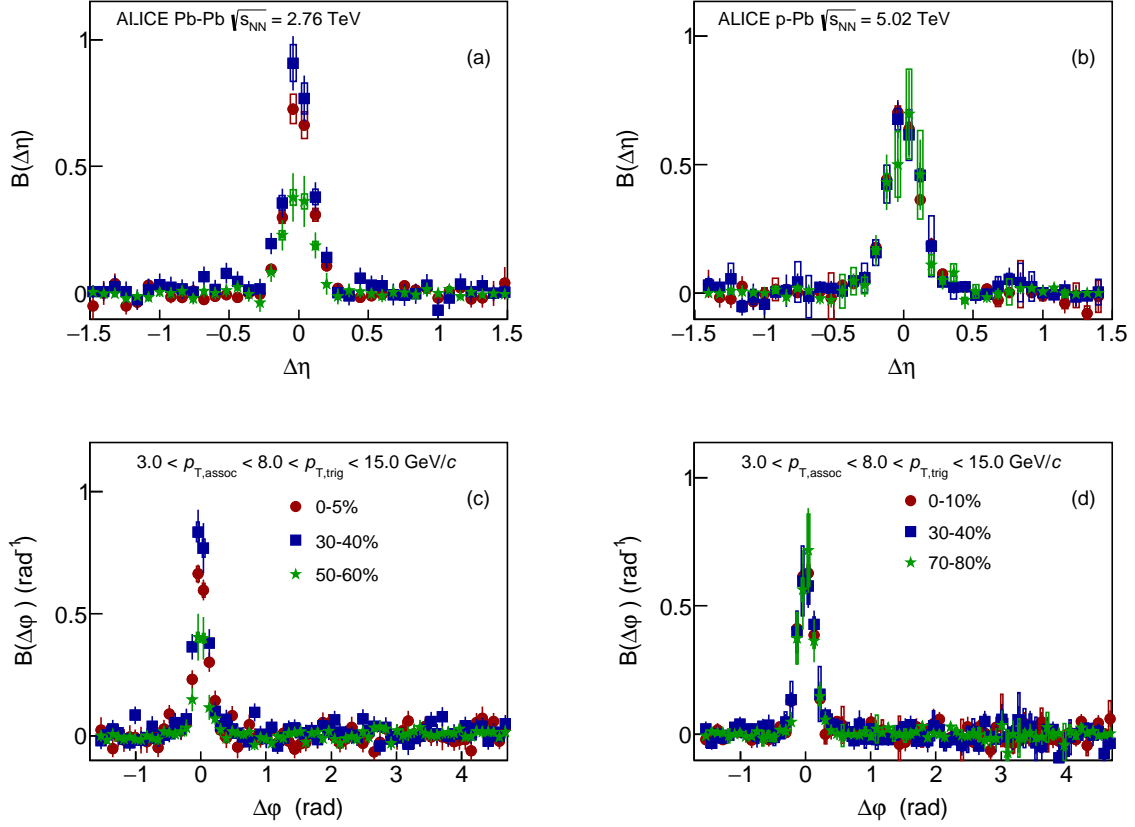 ALICE Pb-Pb √sNN = 2.76 TeV
(a)
B(Δη)
1
0.5
0
−1.5 −1 −0.5 0 0.5 1 1.5
Δη
ALICE p-Pb √sNN = 5.02 TeV
(b)
B(Δη)
1
0.5
0
−1.5 −1 −0.5 0 0.5 1 1.5
Δη
3.0 < pT,assoc < 8.0 < pT,trig < 15.0 GeV/c
(c)
0-5%
30-40%
50-60%
B(Δφ) (rad-1)
1
0.5
0
−1 0 1 2 3 4
Δφ (rad)
3.0 < pT,assoc < 8.0 < pT,trig < 15.0 GeV/c
(d)
0-10%
30-40%
70-80%
B(Δφ) (rad-1)
1
0.5
0
−1 0 1 2 3 4
Δφ (rad)